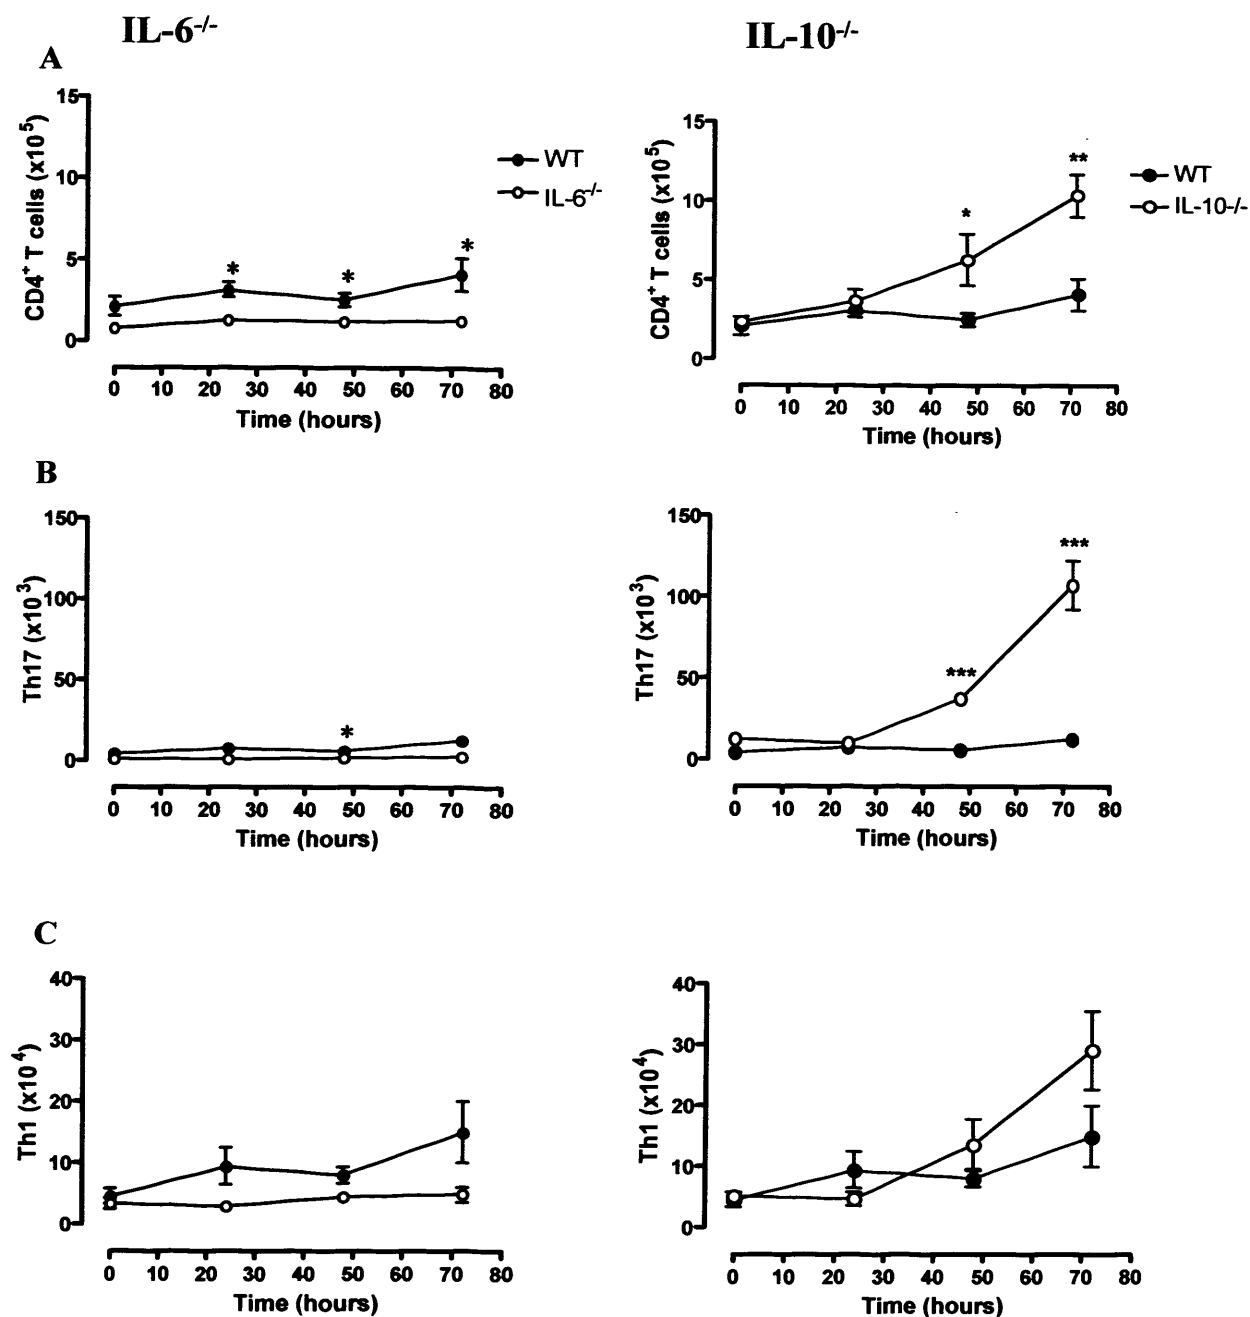 IL-6-/-
IL-10-/-
A
15
10
5
0
CD4+ T cells (x10 5)
WT
IL-6-/-
0 10 20 30 40 50 60 70 80
Time (hours)
* * *
15
10
5
0
CD4+ T cells (x10 5)
WT
IL-10-/-
* **
0 10 20 30 40 50 60 70 80
Time (hours)
B
150
100
50
0
Th17 (x10 3)
*
0 10 20 30 40 50 60 70 80
Time (hours)
150
100
50
0
Th17 (x10 3)
*** ***
0 10 20 30 40 50 60 70 80
Time (hours)
C
40
30
20
10
0
Th1 (x10 4)
0 10 20 30 40 50 60 70 80
Time (hours)
40
30
20
10
0
Th1 (x10 4)
0 10 20 30 40 50 60 70 80
Time (hours)